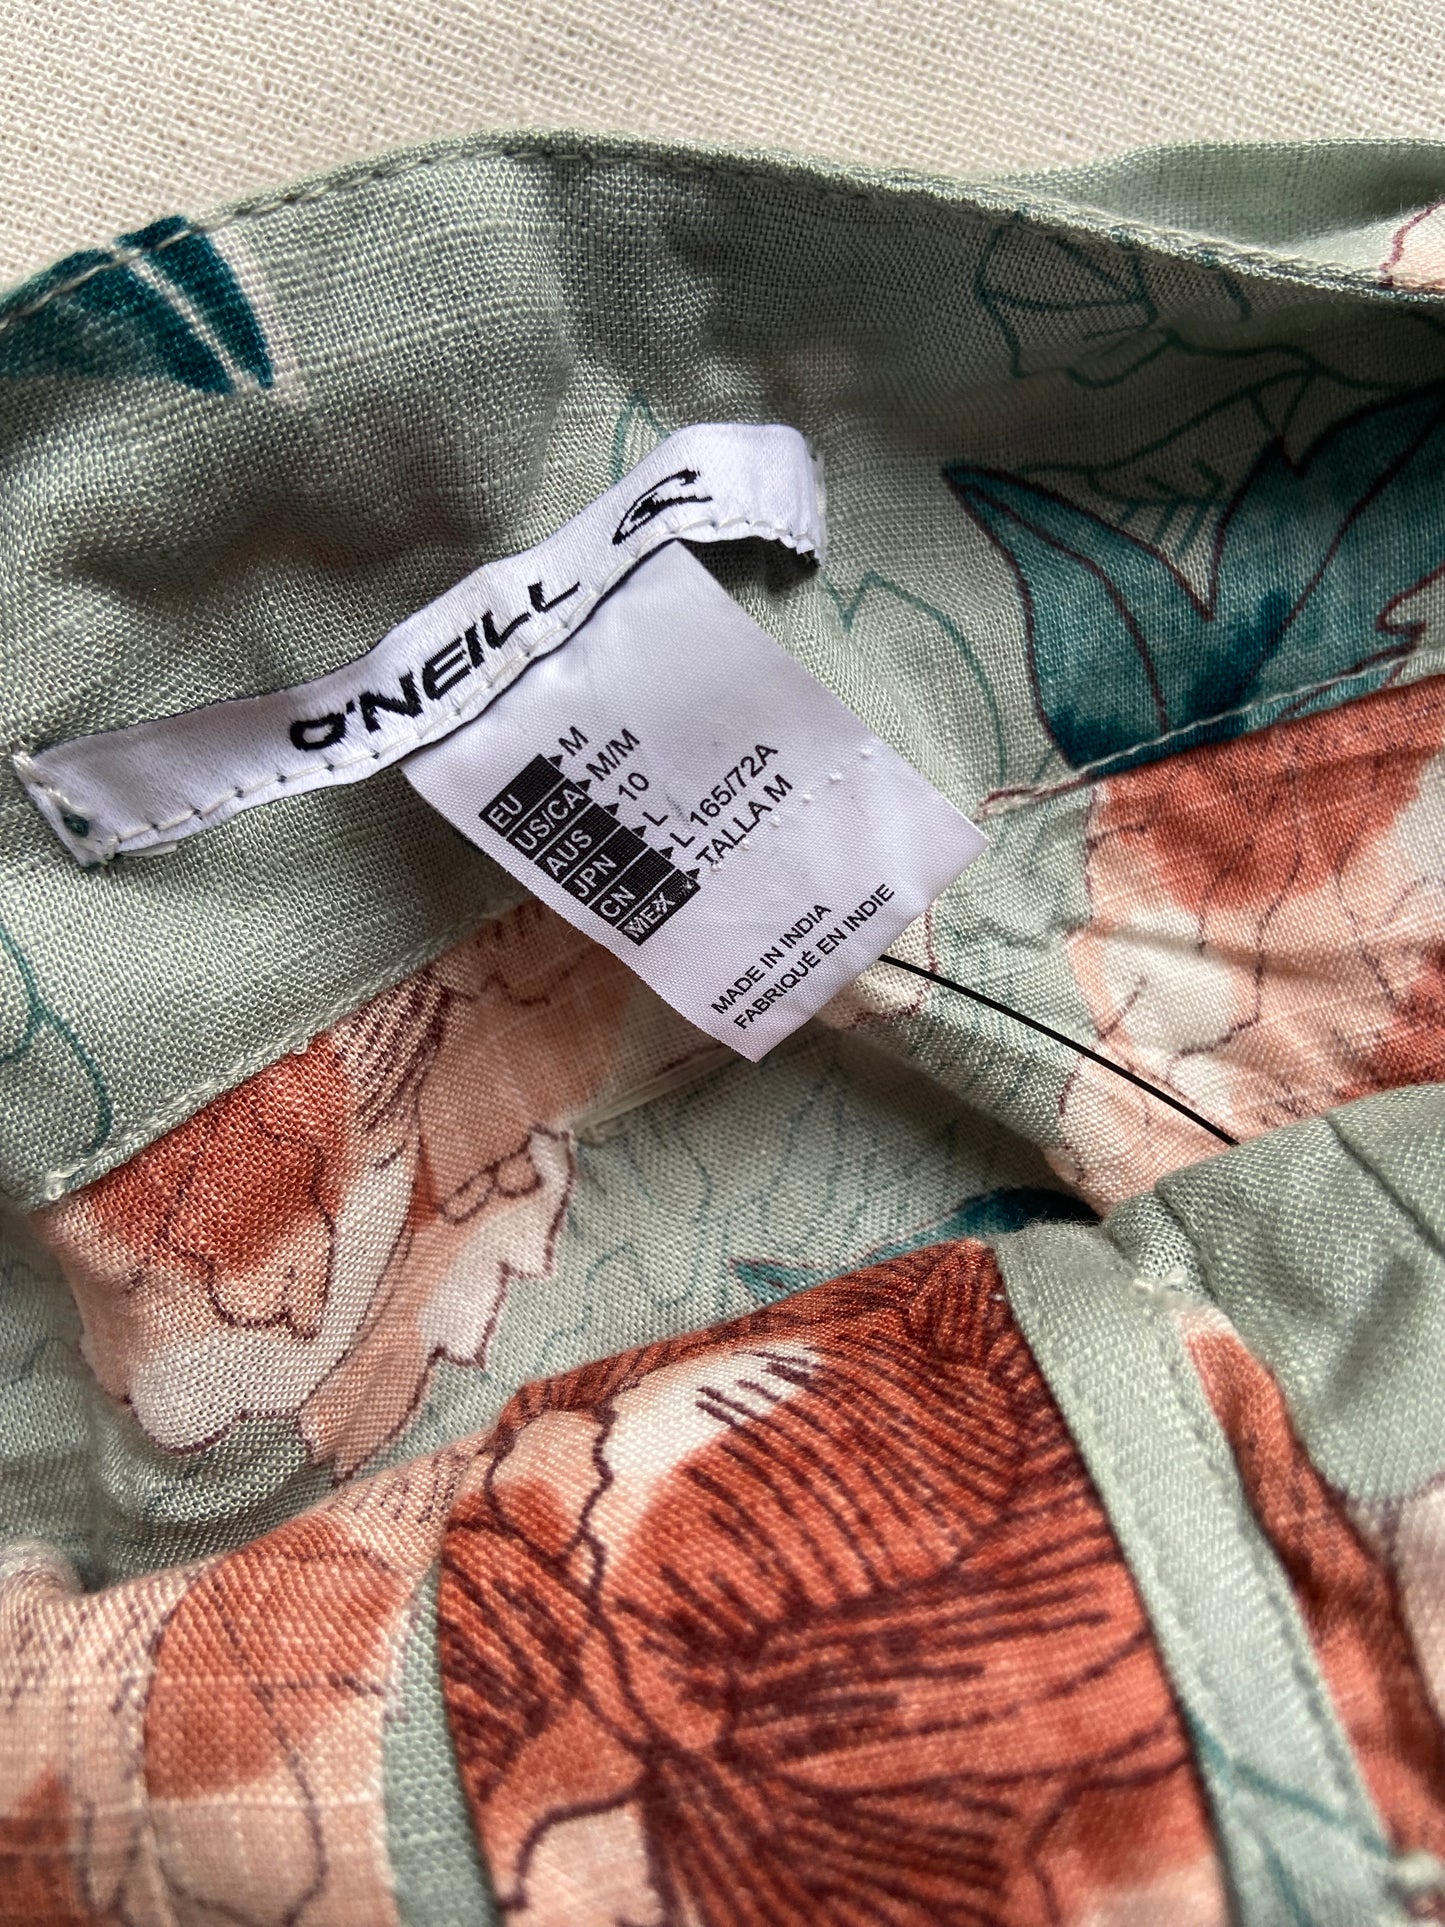 O'NEILL
EU M
US/CA M/M
AUS 10
JPN L
CN L 165/72A
MEX TALLA M
MADE IN INDIA
FABRIQUÉ EN INDIE